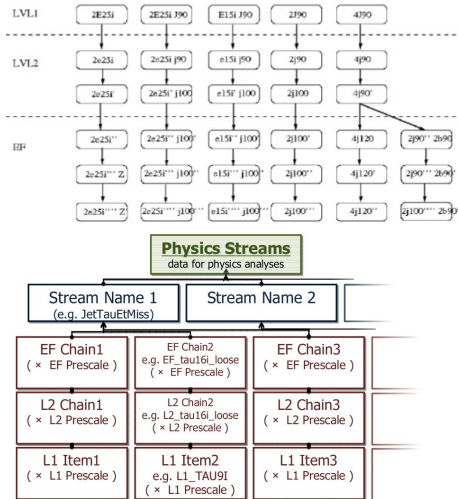 LVL1 2E25i 2E25i J90 E15i J90 2J90 4J90
LVL2 2e25i 2e25i j90 e15i j90 2j90 4j90
2e25i' 2e25i' j100 e15i' j100 2j100 4j90'
EF 2e25i'' 2e25i'' j100' e15i'' j100' 2j100' 4j120 2j90'' 2b90
2e25i''' Z 2e25i''' j100'' e15i''' j100'' 2j100'' 4j120' 2j90''' 2b90'
2e25i'''' Z' 2e25i'''' j100''' e15i'''' j100''' 2j100''' 4j120'' 2j100'''' 2b90''
Physics Streams
data for physics analyses
Stream Name 1
(e.g. JetTauEtMiss)
Stream Name 2
EF Chain1
( × EF Prescale )
EF Chain2
e.g. EF_tau16i_loose
( × EF Prescale )
EF Chain3
( × EF Prescale )
L2 Chain1
( × L2 Prescale )
L2 Chain2
e.g. L2_tau16i_loose
( × L2 Prescale )
L2 Chain3
( × L2 Prescale )
L1 Item1
( × L1 Prescale )
L1 Item2
e.g. L1_TAU9I
( × L1 Prescale )
L1 Item3
( × L1 Prescale )